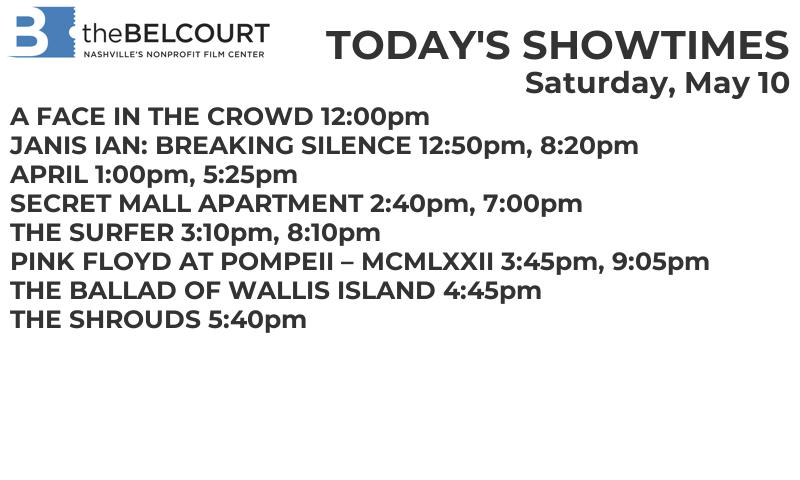 B theBELCOURT
NASHVILLE'S NONPROFIT FILM CENTER
TODAY'S SHOWTIMES
Saturday, May 10
A FACE IN THE CROWD 12:00pm
JANIS IAN: BREAKING SILENCE 12:50pm, 8:20pm
APRIL 1:00pm, 5:25pm
SECRET MALL APARTMENT 2:40pm, 7:00pm
THE SURFER 3:10pm, 8:10pm
PINK FLOYD AT POMPEII – MCMLXXII 3:45pm, 9:05pm
THE BALLAD OF WALLIS ISLAND 4:45pm
THE SHROUDS 5:40pm